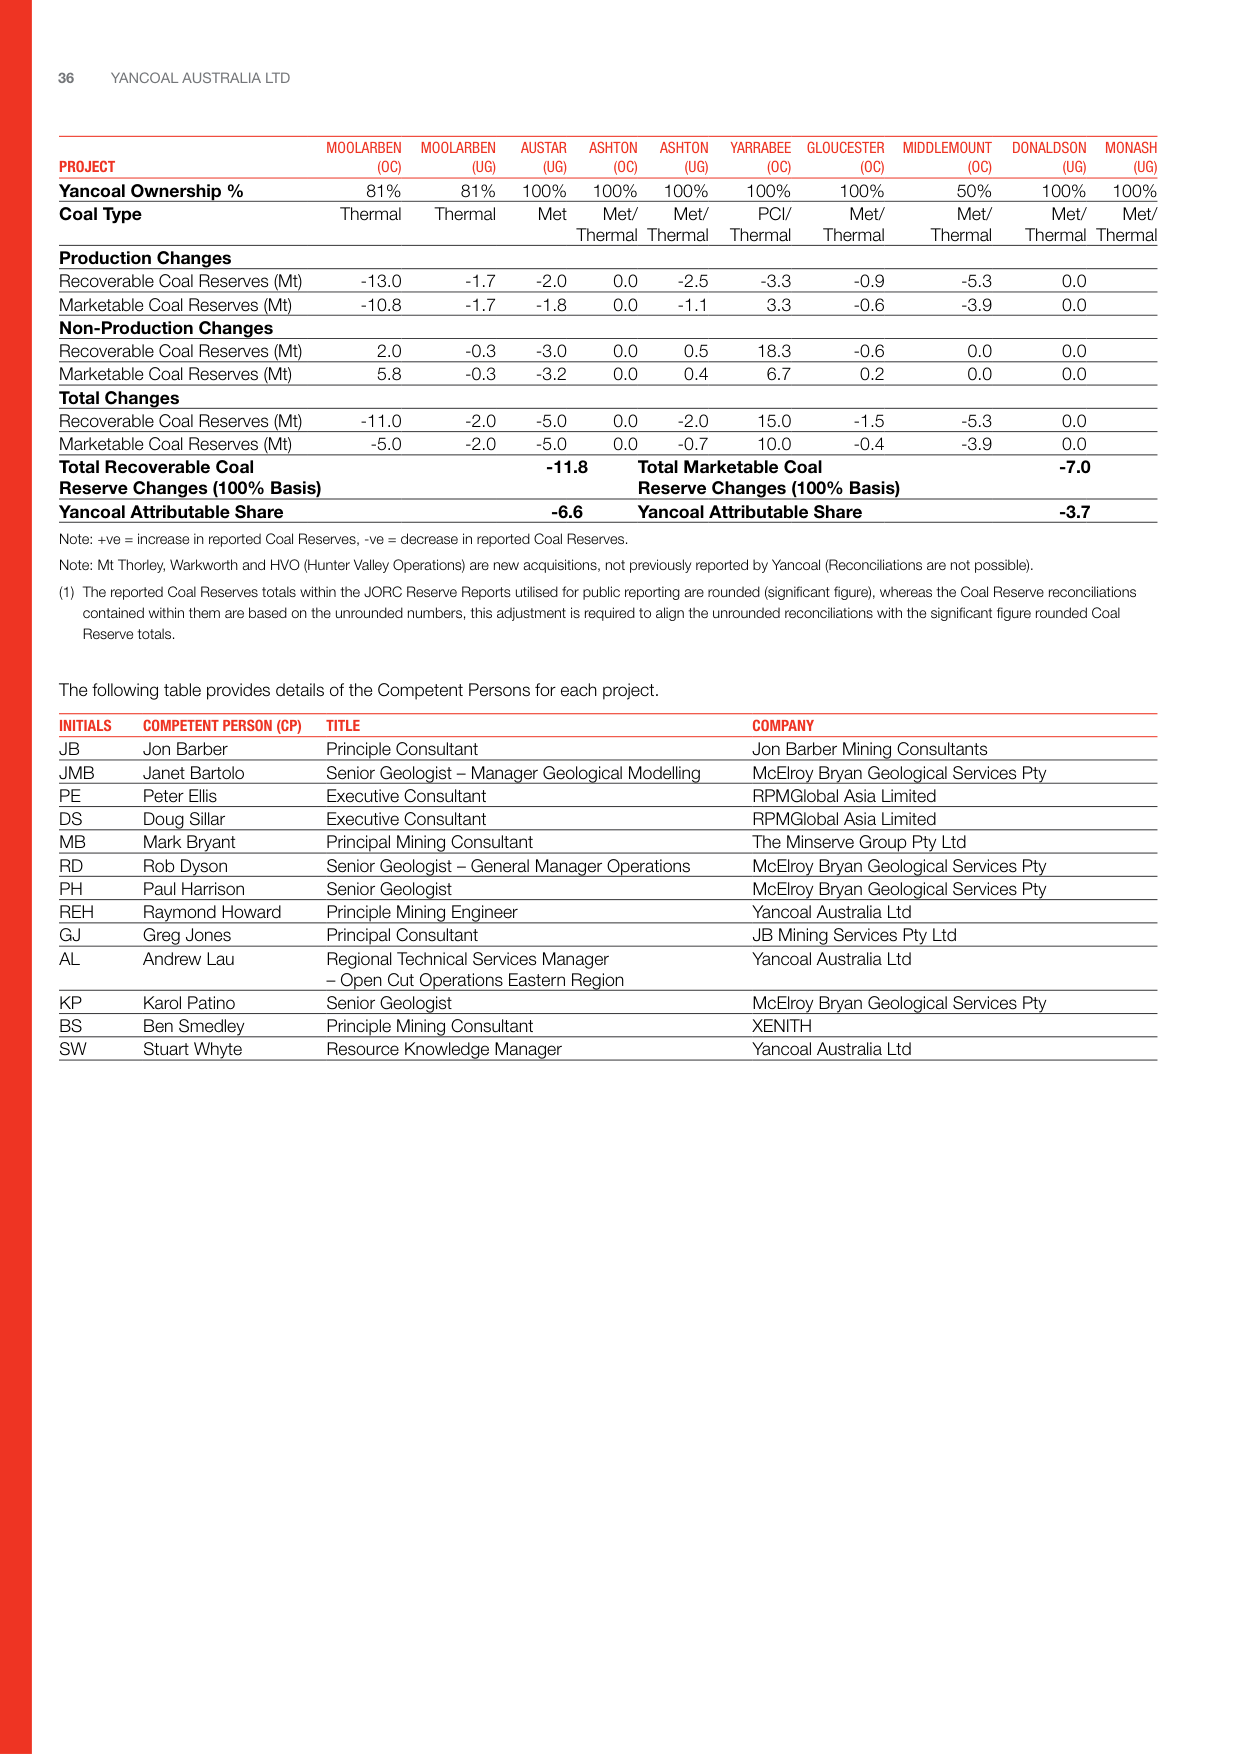 36 YANCOAL AUSTRALIA LTD
MOOLARBEN MOOLARBEN AUSTAR ASHTON ASHTON YARRABEE GLOUCESTER MIDDLEMOUNT DONALDSON MONASH
PROJECT (OC) (UG) (UG) (OC) (UG) (OC) (OC) (OC) (UG) (UG)
Yancoal Ownership % 81% 81% 100% 100% 100% 100% 100% 50% 100% 100%
Coal Type Thermal Thermal Met Met/ Met/ PCI/ Met/ Met/ Met/ Met/
Thermal Thermal Thermal Thermal Thermal Thermal Thermal
Production Changes
Recoverable Coal Reserves (Mt) -13.0 -1.7 -2.0 0.0 -2.5 -3.3 -0.9 -5.3 0.0
Marketable Coal Reserves (Mt) -10.8 -1.7 -1.8 0.0 -1.1 3.3 -0.6 -3.9 0.0
Non-Production Changes
Recoverable Coal Reserves (Mt) 2.0 -0.3 -3.0 0.0 0.5 18.3 -0.6 0.0 0.0
Marketable Coal Reserves (Mt) 5.8 -0.3 -3.2 0.0 0.4 6.7 0.2 0.0 0.0
Total Changes
Recoverable Coal Reserves (Mt) -11.0 -2.0 -5.0 0.0 -2.0 15.0 -1.5 -5.3 0.0
Marketable Coal Reserves (Mt) -5.0 -2.0 -5.0 0.0 -0.7 10.0 -0.4 -3.9 0.0
Total Recoverable Coal -11.8 Total Marketable Coal -7.0
Reserve Changes (100% Basis) Reserve Changes (100% Basis)
Yancoal Attributable Share -6.6 Yancoal Attributable Share -3.7
Note: +ve = increase in reported Coal Reserves, -ve = decrease in reported Coal Reserves.
Note: Mt Thorley, Warkworth and HVO (Hunter Valley Operations) are new acquisitions, not previously reported by Yancoal (Reconciliations are not possible).
(1) The reported Coal Reserves totals within the JORC Reserve Reports utilised for public reporting are rounded (significant figure), whereas the Coal Reserve reconciliations
contained within them are based on the unrounded numbers, this adjustment is required to align the unrounded reconciliations with the significant figure rounded Coal
Reserve totals.
The following table provides details of the Competent Persons for each project.
INITIALS COMPETENT PERSON (CP) TITLE COMPANY
JB Jon Barber Principle Consultant Jon Barber Mining Consultants
JMB Janet Bartolo Senior Geologist – Manager Geological Modelling McElroy Bryan Geological Services Pty
PE Peter Ellis Executive Consultant RPMGlobal Asia Limited
DS Doug Sillar Executive Consultant RPMGlobal Asia Limited
MB Mark Bryant Principal Mining Consultant The Minserve Group Pty Ltd
RD Rob Dyson Senior Geologist – General Manager Operations McElroy Bryan Geological Services Pty
PH Paul Harrison Senior Geologist McElroy Bryan Geological Services Pty
REH Raymond Howard Principle Mining Engineer Yancoal Australia Ltd
GJ Greg Jones Principal Consultant JB Mining Services Pty Ltd
AL Andrew Lau Regional Technical Services Manager Yancoal Australia Ltd
– Open Cut Operations Eastern Region
KP Karol Patino Senior Geologist McElroy Bryan Geological Services Pty
BS Ben Smedley Principle Mining Consultant XENITH
SW Stuart Whyte Resource Knowledge Manager Yancoal Australia Ltd